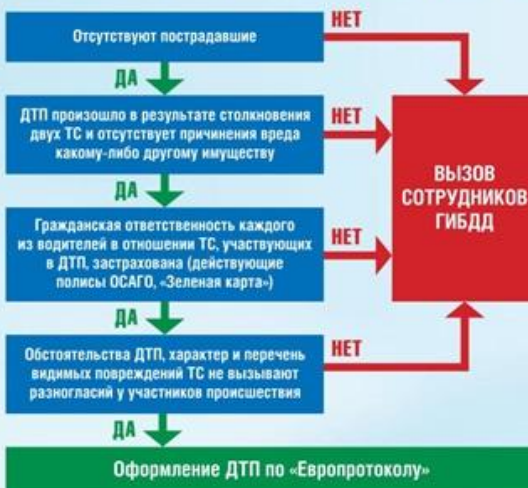 Отсутствуют пострадавшие
НЕТ
ДА
ДТП произошло в результате столкновения
двух ТС и отсутствует причинения вреда
какому-либо другому имуществу
НЕТ
ВЫЗОВ
СОТРУДНИКОВ
ГИБДД
ДА
Гражданская ответственность каждого
из водителей в отношении ТС, участвующих
в ДТП, застрахована (действующие
полисы ОСАГО, «Зеленая карта»)
НЕТ
ДА
Обстоятельства ДТП, характер и перечень
видимых повреждений ТС не вызывают
разногласий у участников происшествия
НЕТ
ДА
Оформление ДТП по «Европротоколу»